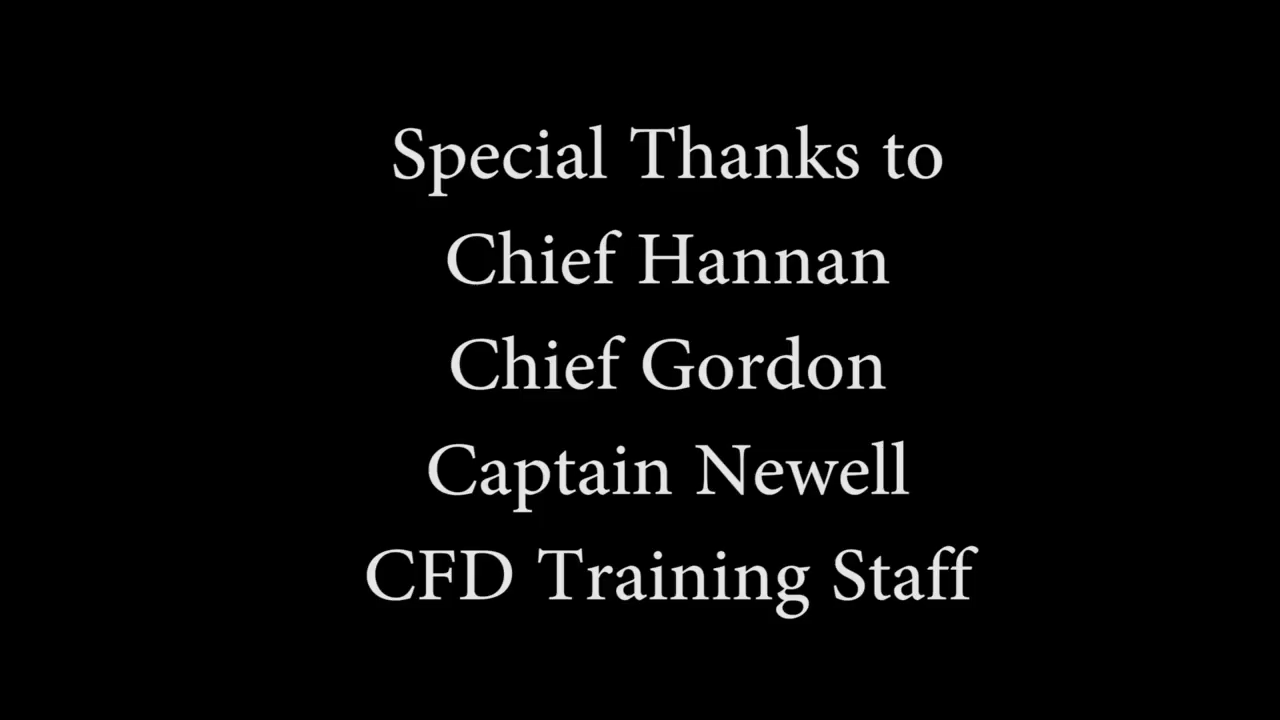 Special Thanks to
Chief Hannan
Chief Gordon
Captain Newell
CFD Training Staff